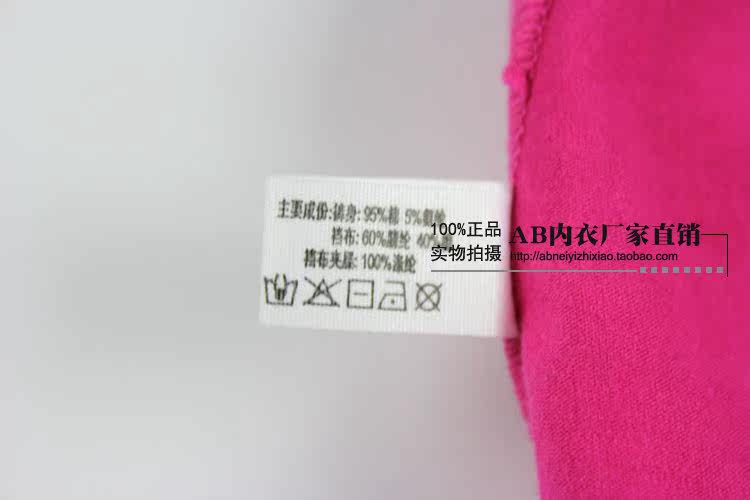 主要成份:裤身:95%棉 5%氨纶
裆布:60%腈纶 40%
裆布夹层:100%涤纶
100%正品
实物拍摄
AB内衣厂家直销
http://abneiyizhixiao.taobao.com